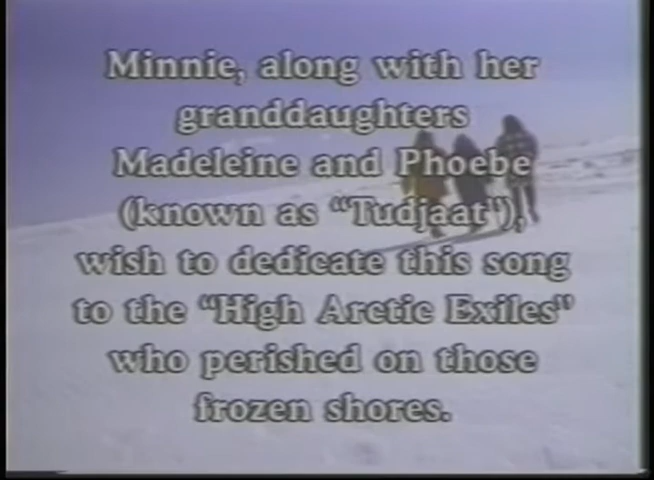 Minnie, along with her
granddaughters
Madeleine and Phoebe
(known as "Tudjaat"),
wish to dedicate this song
to the "High Arctic Exiles"
who perished on those
frozen shores.